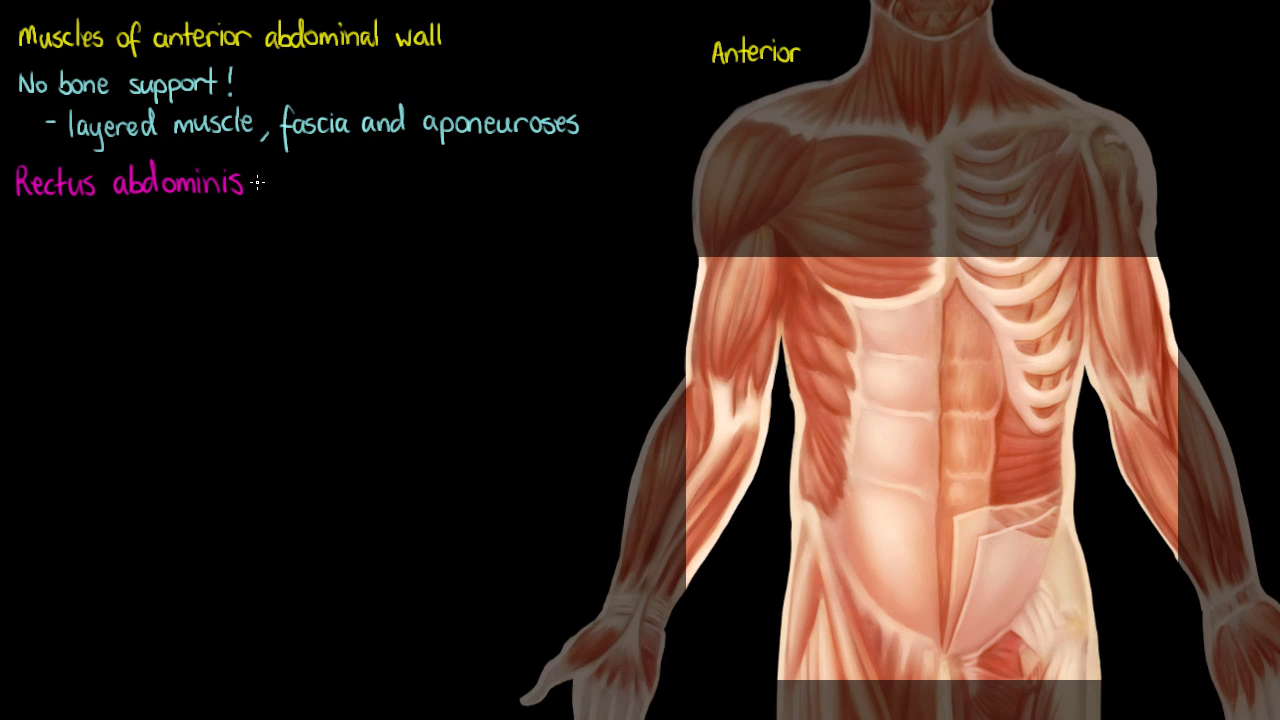 Muscles of anterior abdominal wall
No bone support!
- layered muscle, fascia and aponeuroses
Rectus abdominis
Anterior